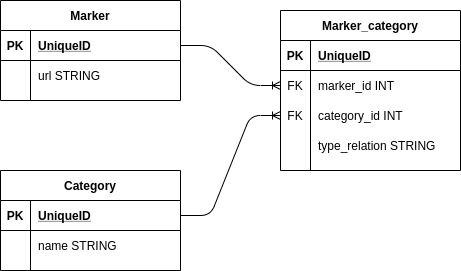 Marker
PK UniqueID
url STRING
Category
PK UniqueID
name STRING
Marker_category
PK UniqueID
FK marker_id INT
FK category_id INT
type_relation STRING